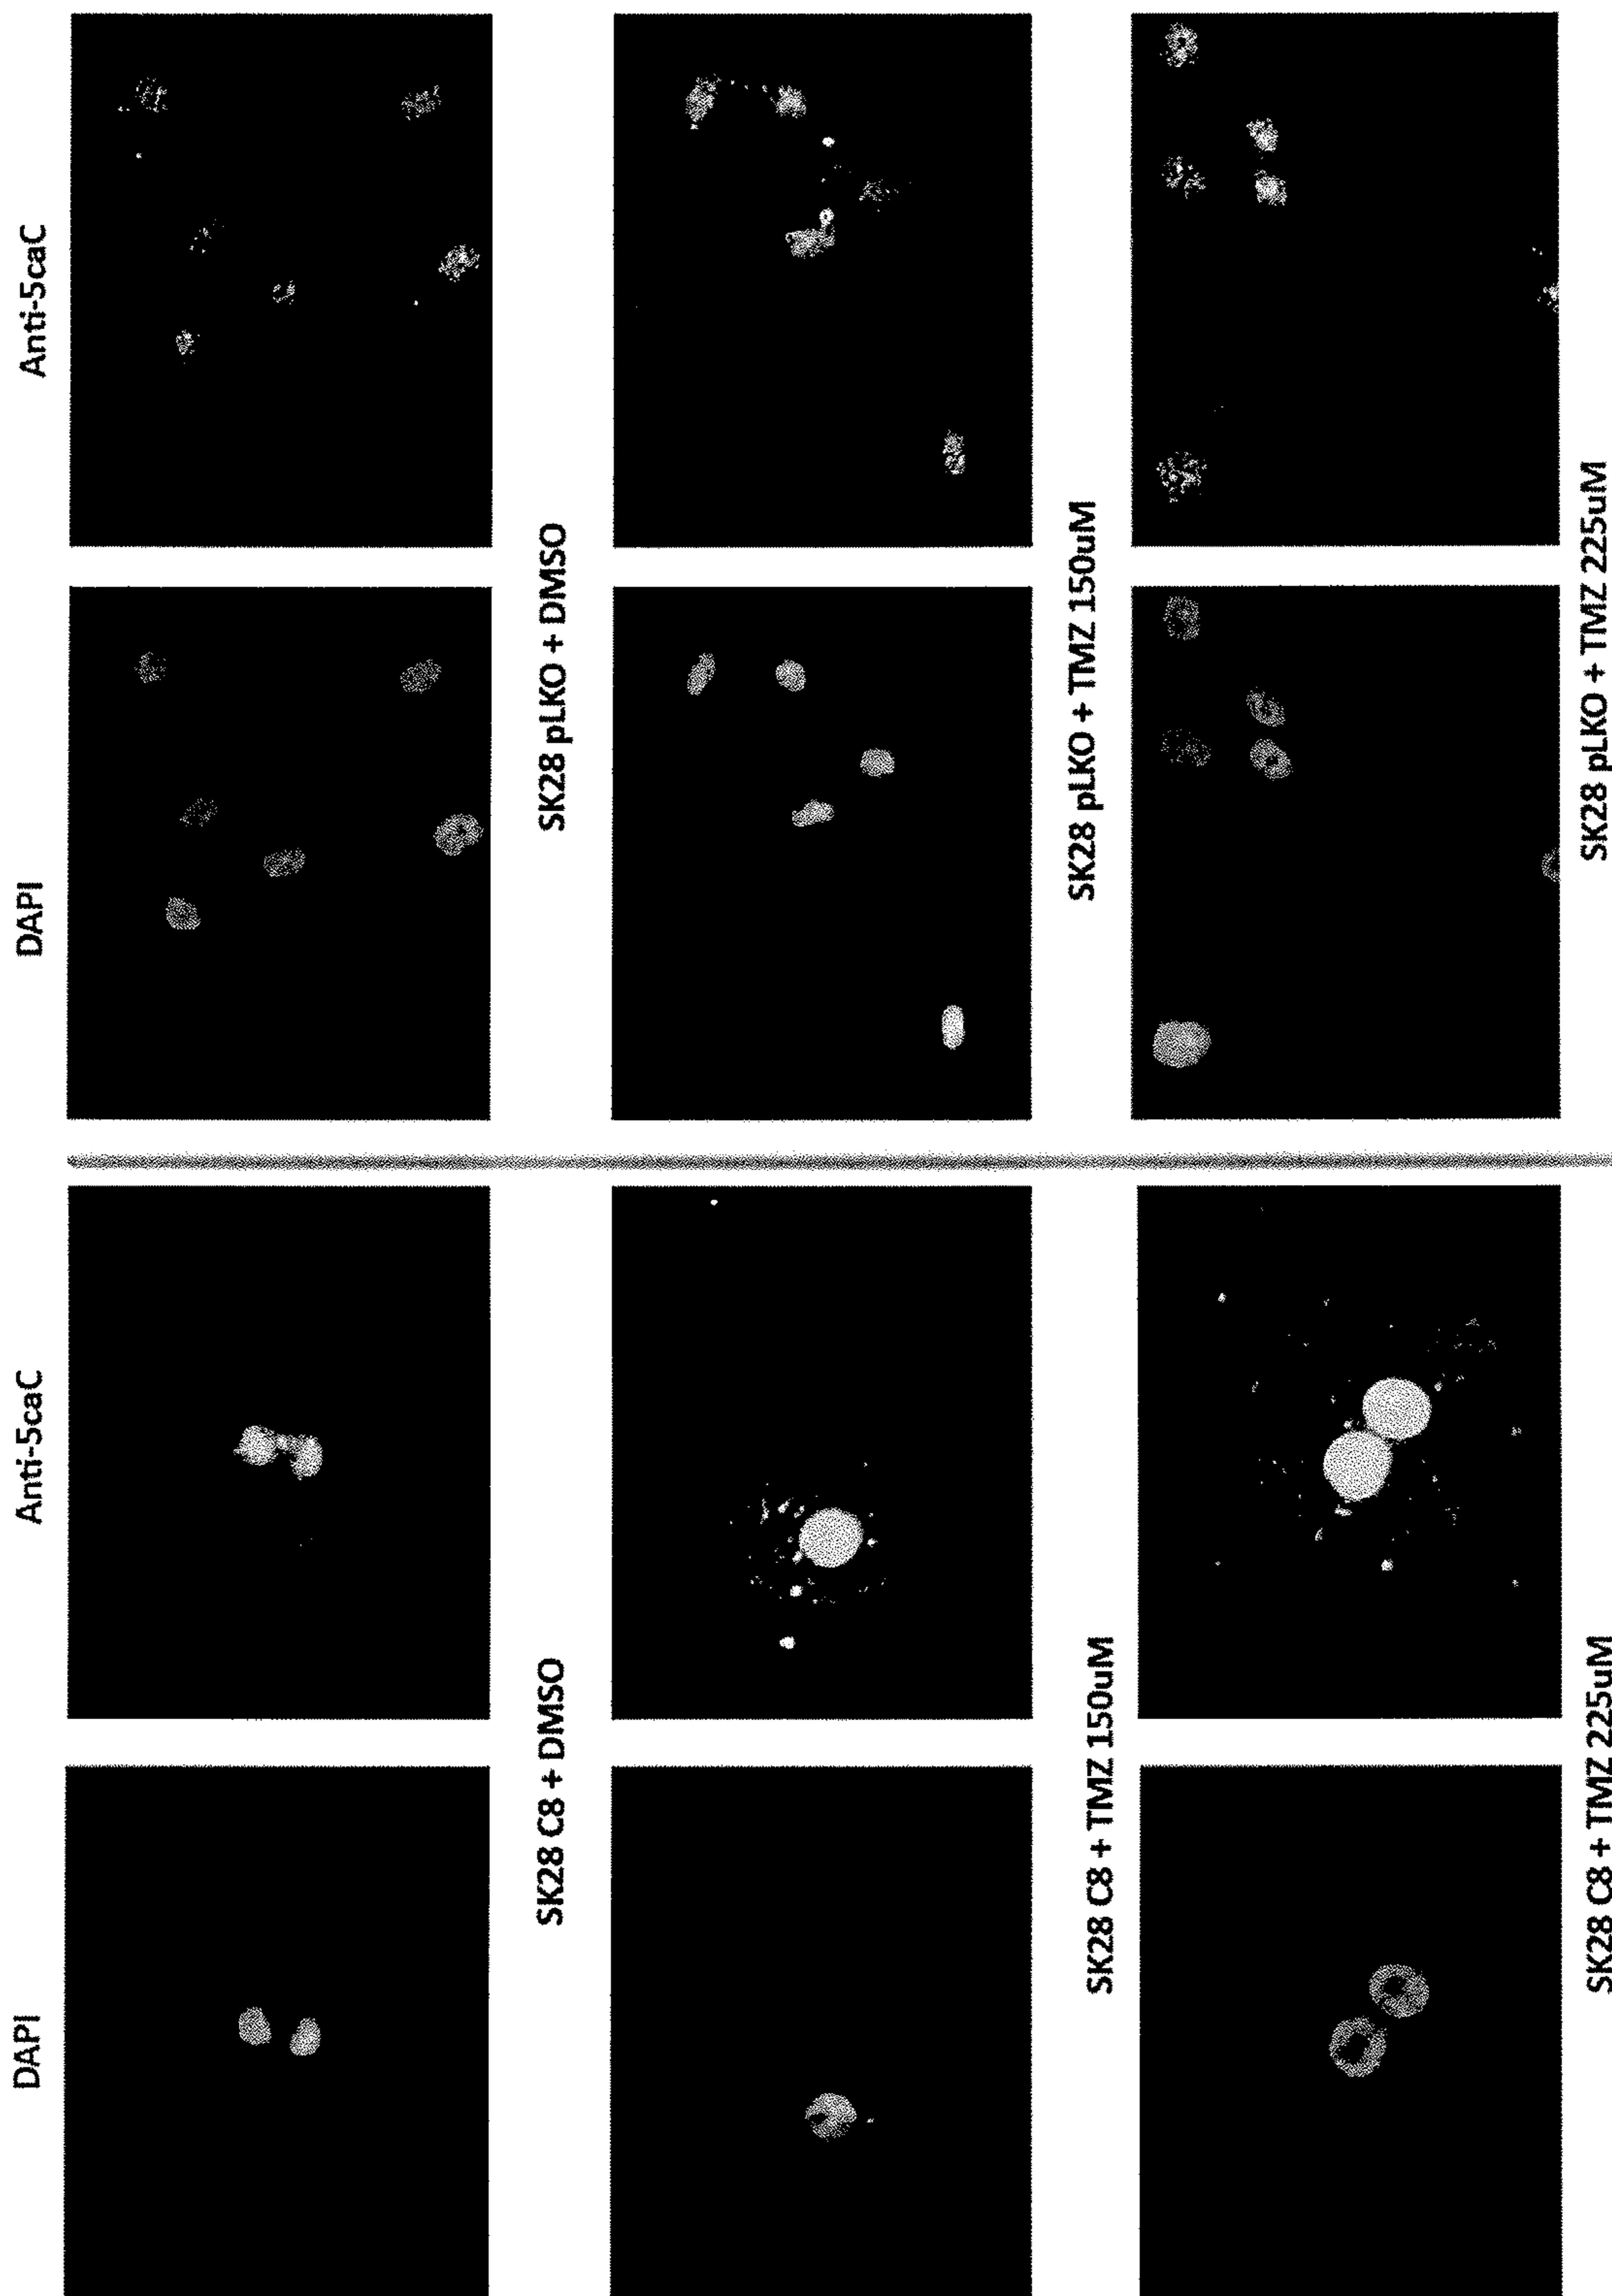 DAPI
Anti-5caC
DAPI
Anti-5caC
SK28 C8 + DMSO
SK28 pLKO + DMSO
SK28 C8 + TMZ 150uM
SK28 pLKO + TMZ 150uM
SK28 C8 + TMZ 225uM
SK28 pLKO + TMZ 225uM